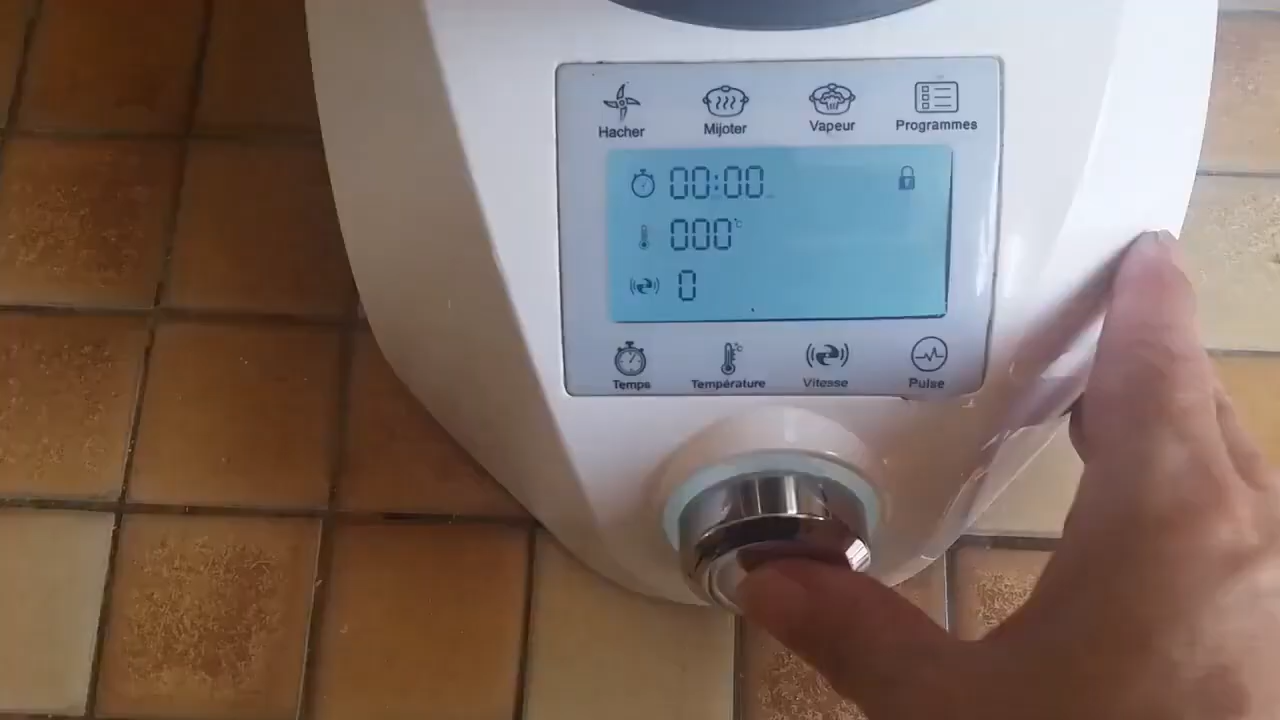 Hacher Mijoter Vapeur Programmes
00:00
000°C
0
Temps Température Vitesse Pulse